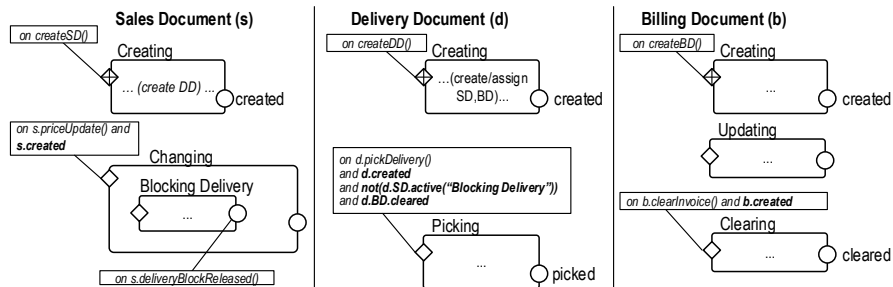 Sales Document (s)
on createSD()
Creating
... (create DD) ...
created
on s.priceUpdate() and
s.created
Changing
Blocking Delivery
...
on s.deliveryBlockReleased()
Delivery Document (d)
on createDD()
Creating
...(create/assign
SD,BD)...
created
on d.pickDelivery()
and d.created
and not(d.SD.active(“Blocking Delivery”))
and d.BD.cleared
Picking
...
picked
Billing Document (b)
on createBD()
Creating
...
created
Updating
...
on b.clearInvoice() and b.created
Clearing
...
cleared